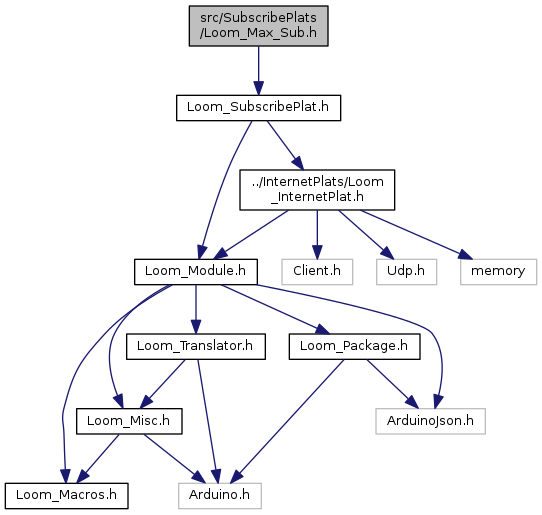 src/SubscribePlats
/Loom_Max_Sub.h
Loom_SubscribePlat.h
../InternetPlats/Loom
_InternetPlat.h
Loom_Module.h
Client.h
Udp.h
memory
Loom_Translator.h
Loom_Package.h
Loom_Misc.h
ArduinoJson.h
Loom_Macros.h
Arduino.h